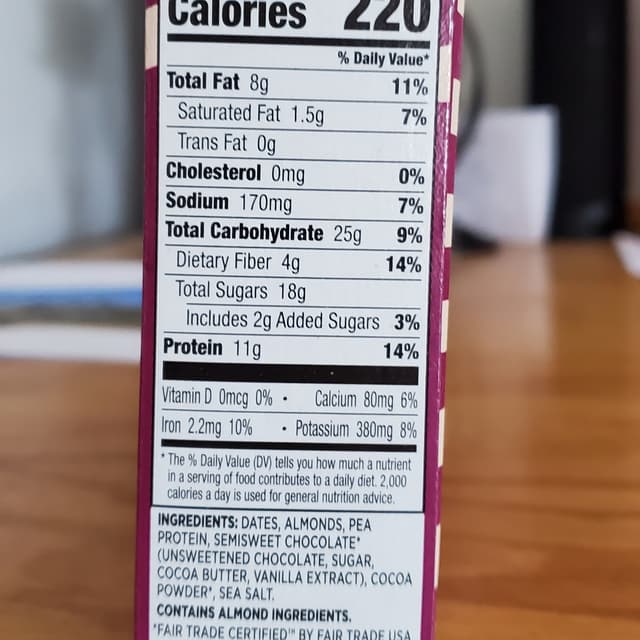 Calories 220
% Daily Value*
Total Fat 8g 11%
Saturated Fat 1.5g 7%
Trans Fat 0g
Cholesterol 0mg 0%
Sodium 170mg 7%
Total Carbohydrate 25g 9%
Dietary Fiber 4g 14%
Total Sugars 18g
Includes 2g Added Sugars 3%
Protein 11g 14%
Vitamin D 0mcg 0% • Calcium 80mg 6%
Iron 2.2mg 10% • Potassium 380mg 8%
* The % Daily Value (DV) tells you how much a nutrient
in a serving of food contributes to a daily diet. 2,000
calories a day is used for general nutrition advice.
INGREDIENTS: DATES, ALMONDS, PEA
PROTEIN, SEMISWEET CHOCOLATE*
(UNSWEETENED CHOCOLATE, SUGAR,
COCOA BUTTER, VANILLA EXTRACT), COCOA
POWDER*, SEA SALT.
CONTAINS ALMOND INGREDIENTS.
*FAIR TRADE CERTIFIED™ BY FAIR TRADE USA